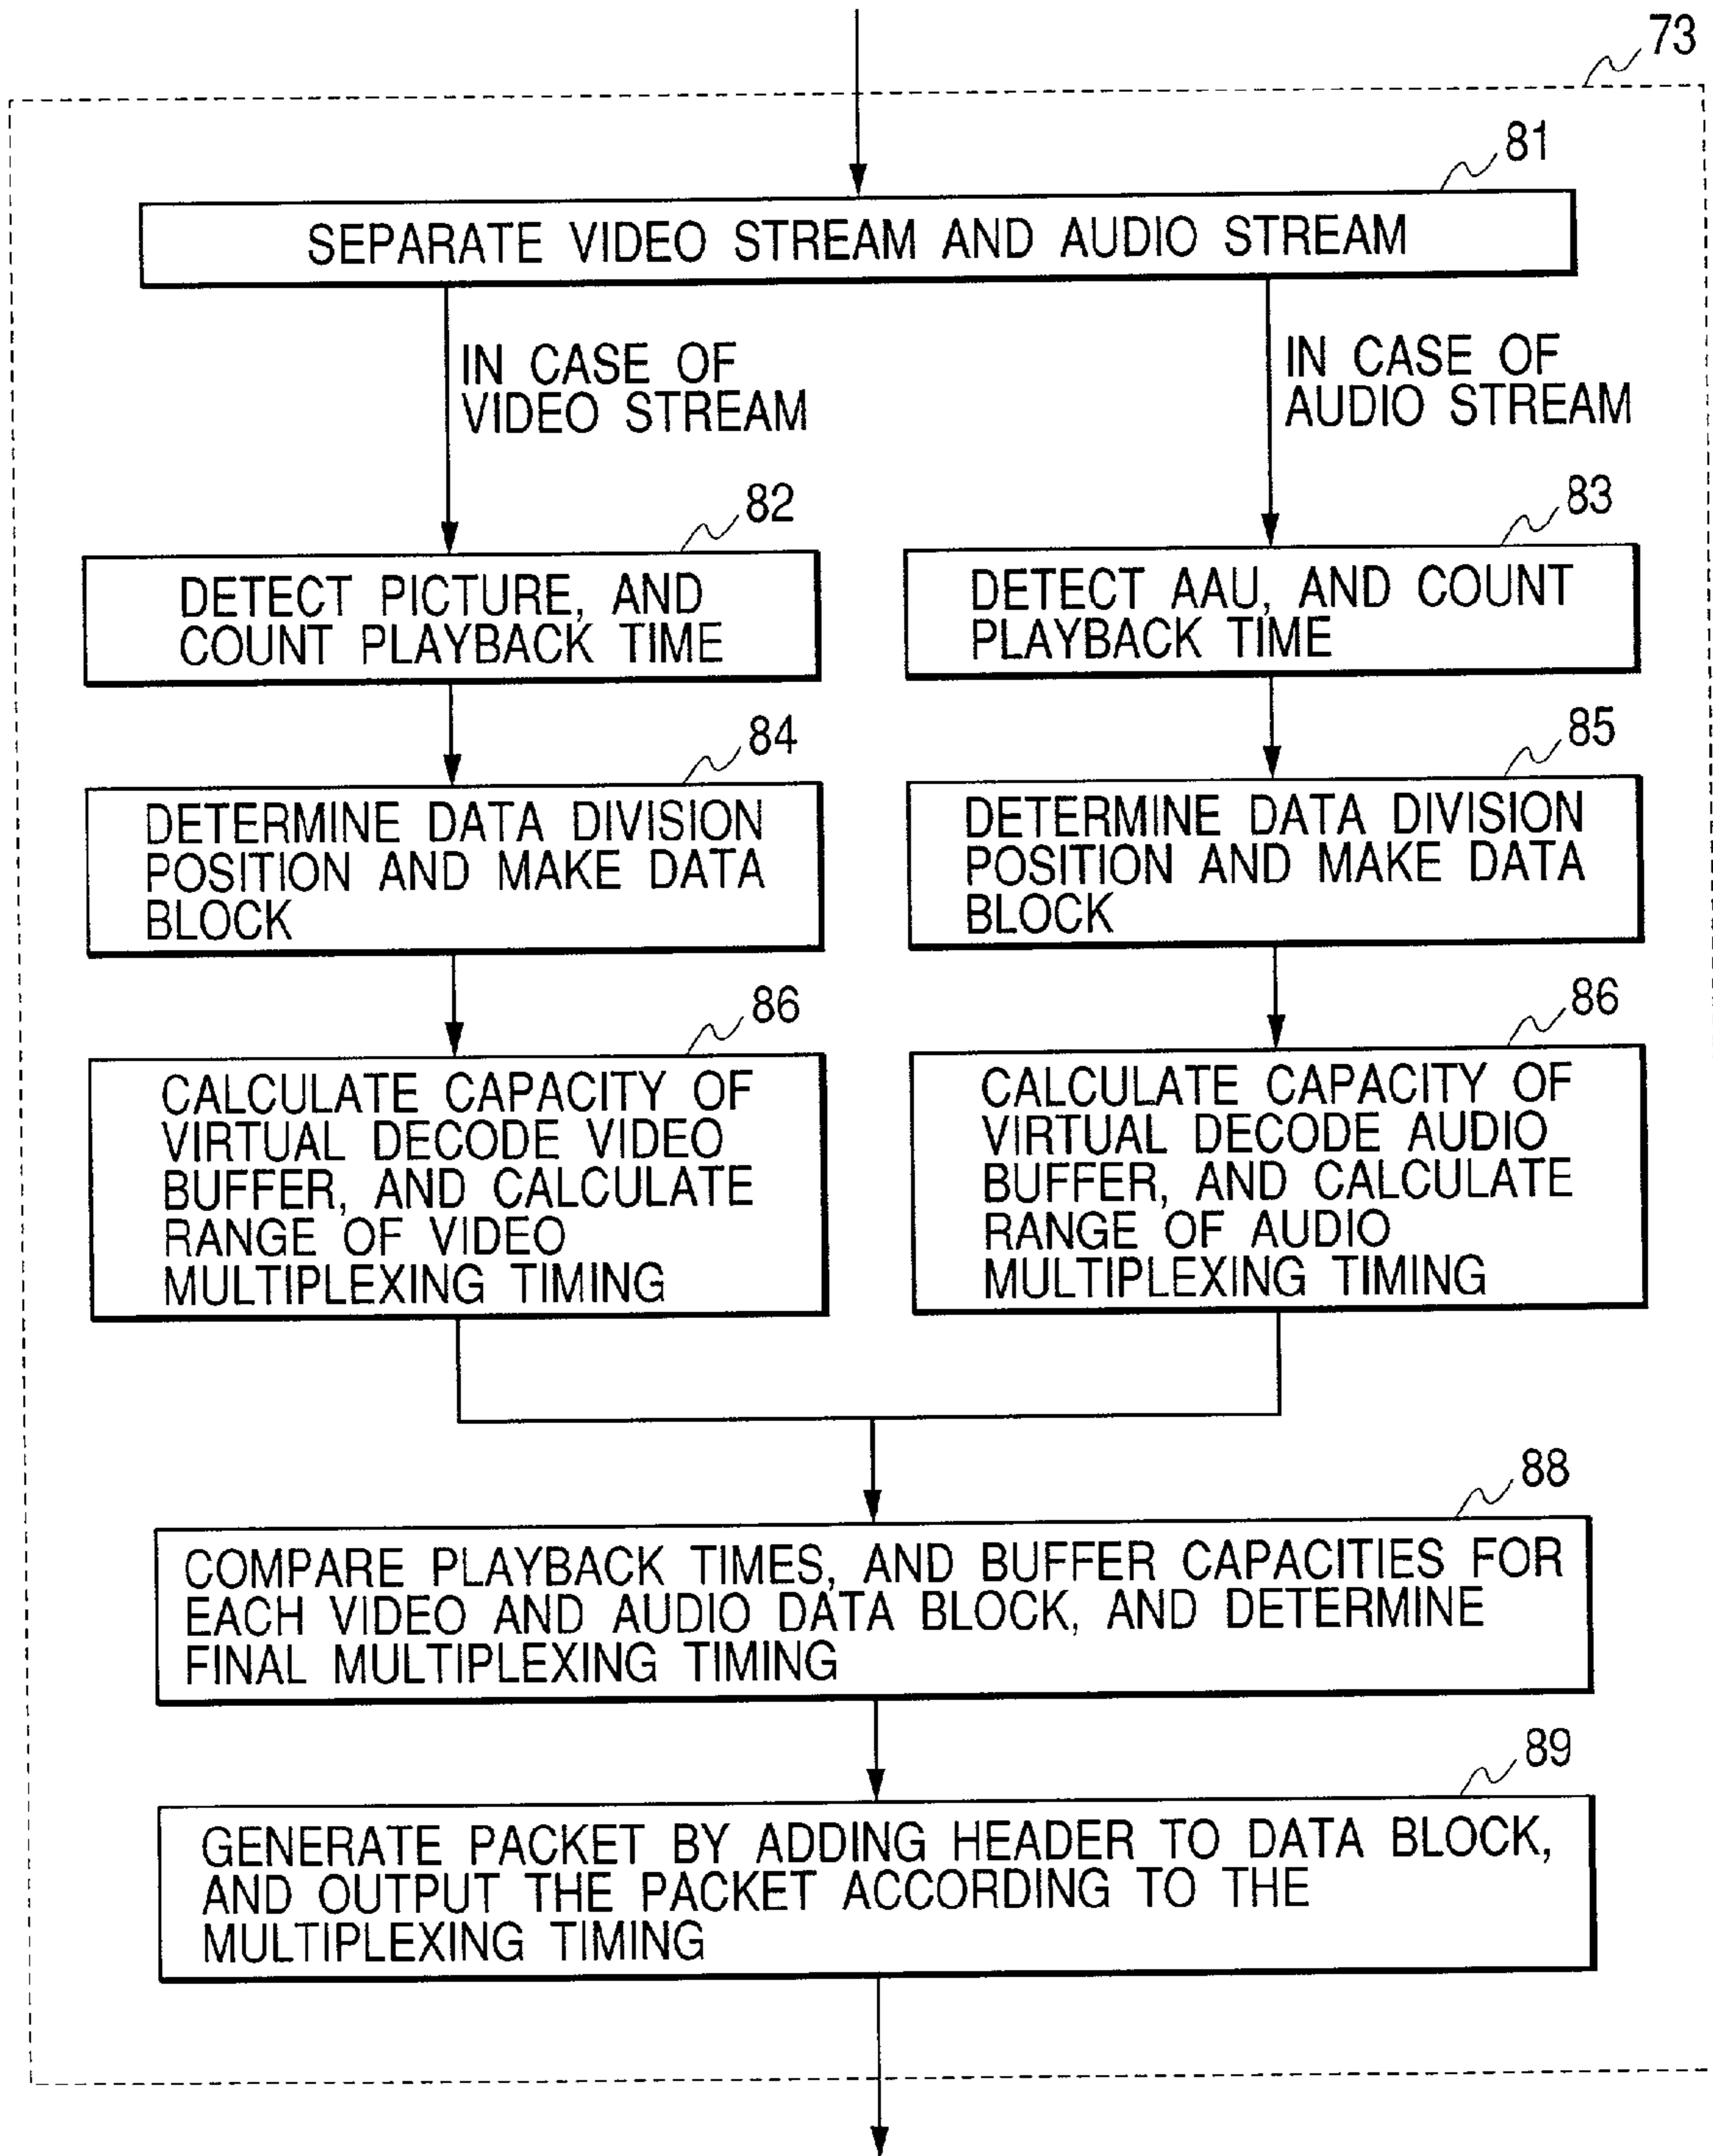 73
81
SEPARATE VIDEO STREAM AND AUDIO STREAM
IN CASE OF
VIDEO STREAM
IN CASE OF
AUDIO STREAM
82
DETECT PICTURE, AND
COUNT PLAYBACK TIME
83
DETECT AAU, AND COUNT
PLAYBACK TIME
84
DETERMINE DATA DIVISION
POSITION AND MAKE DATA
BLOCK
85
DETERMINE DATA DIVISION
POSITION AND MAKE DATA
BLOCK
86
CALCULATE CAPACITY OF
VIRTUAL DECODE VIDEO
BUFFER, AND CALCULATE
RANGE OF VIDEO
MULTIPLEXING TIMING
86
CALCULATE CAPACITY OF
VIRTUAL DECODE AUDIO
BUFFER, AND CALCULATE
RANGE OF AUDIO
MULTIPLEXING TIMING
88
COMPARE PLAYBACK TIMES, AND BUFFER CAPACITIES FOR
EACH VIDEO AND AUDIO DATA BLOCK, AND DETERMINE
FINAL MULTIPLEXING TIMING
89
GENERATE PACKET BY ADDING HEADER TO DATA BLOCK,
AND OUTPUT THE PACKET ACCORDING TO THE
MULTIPLEXING TIMING